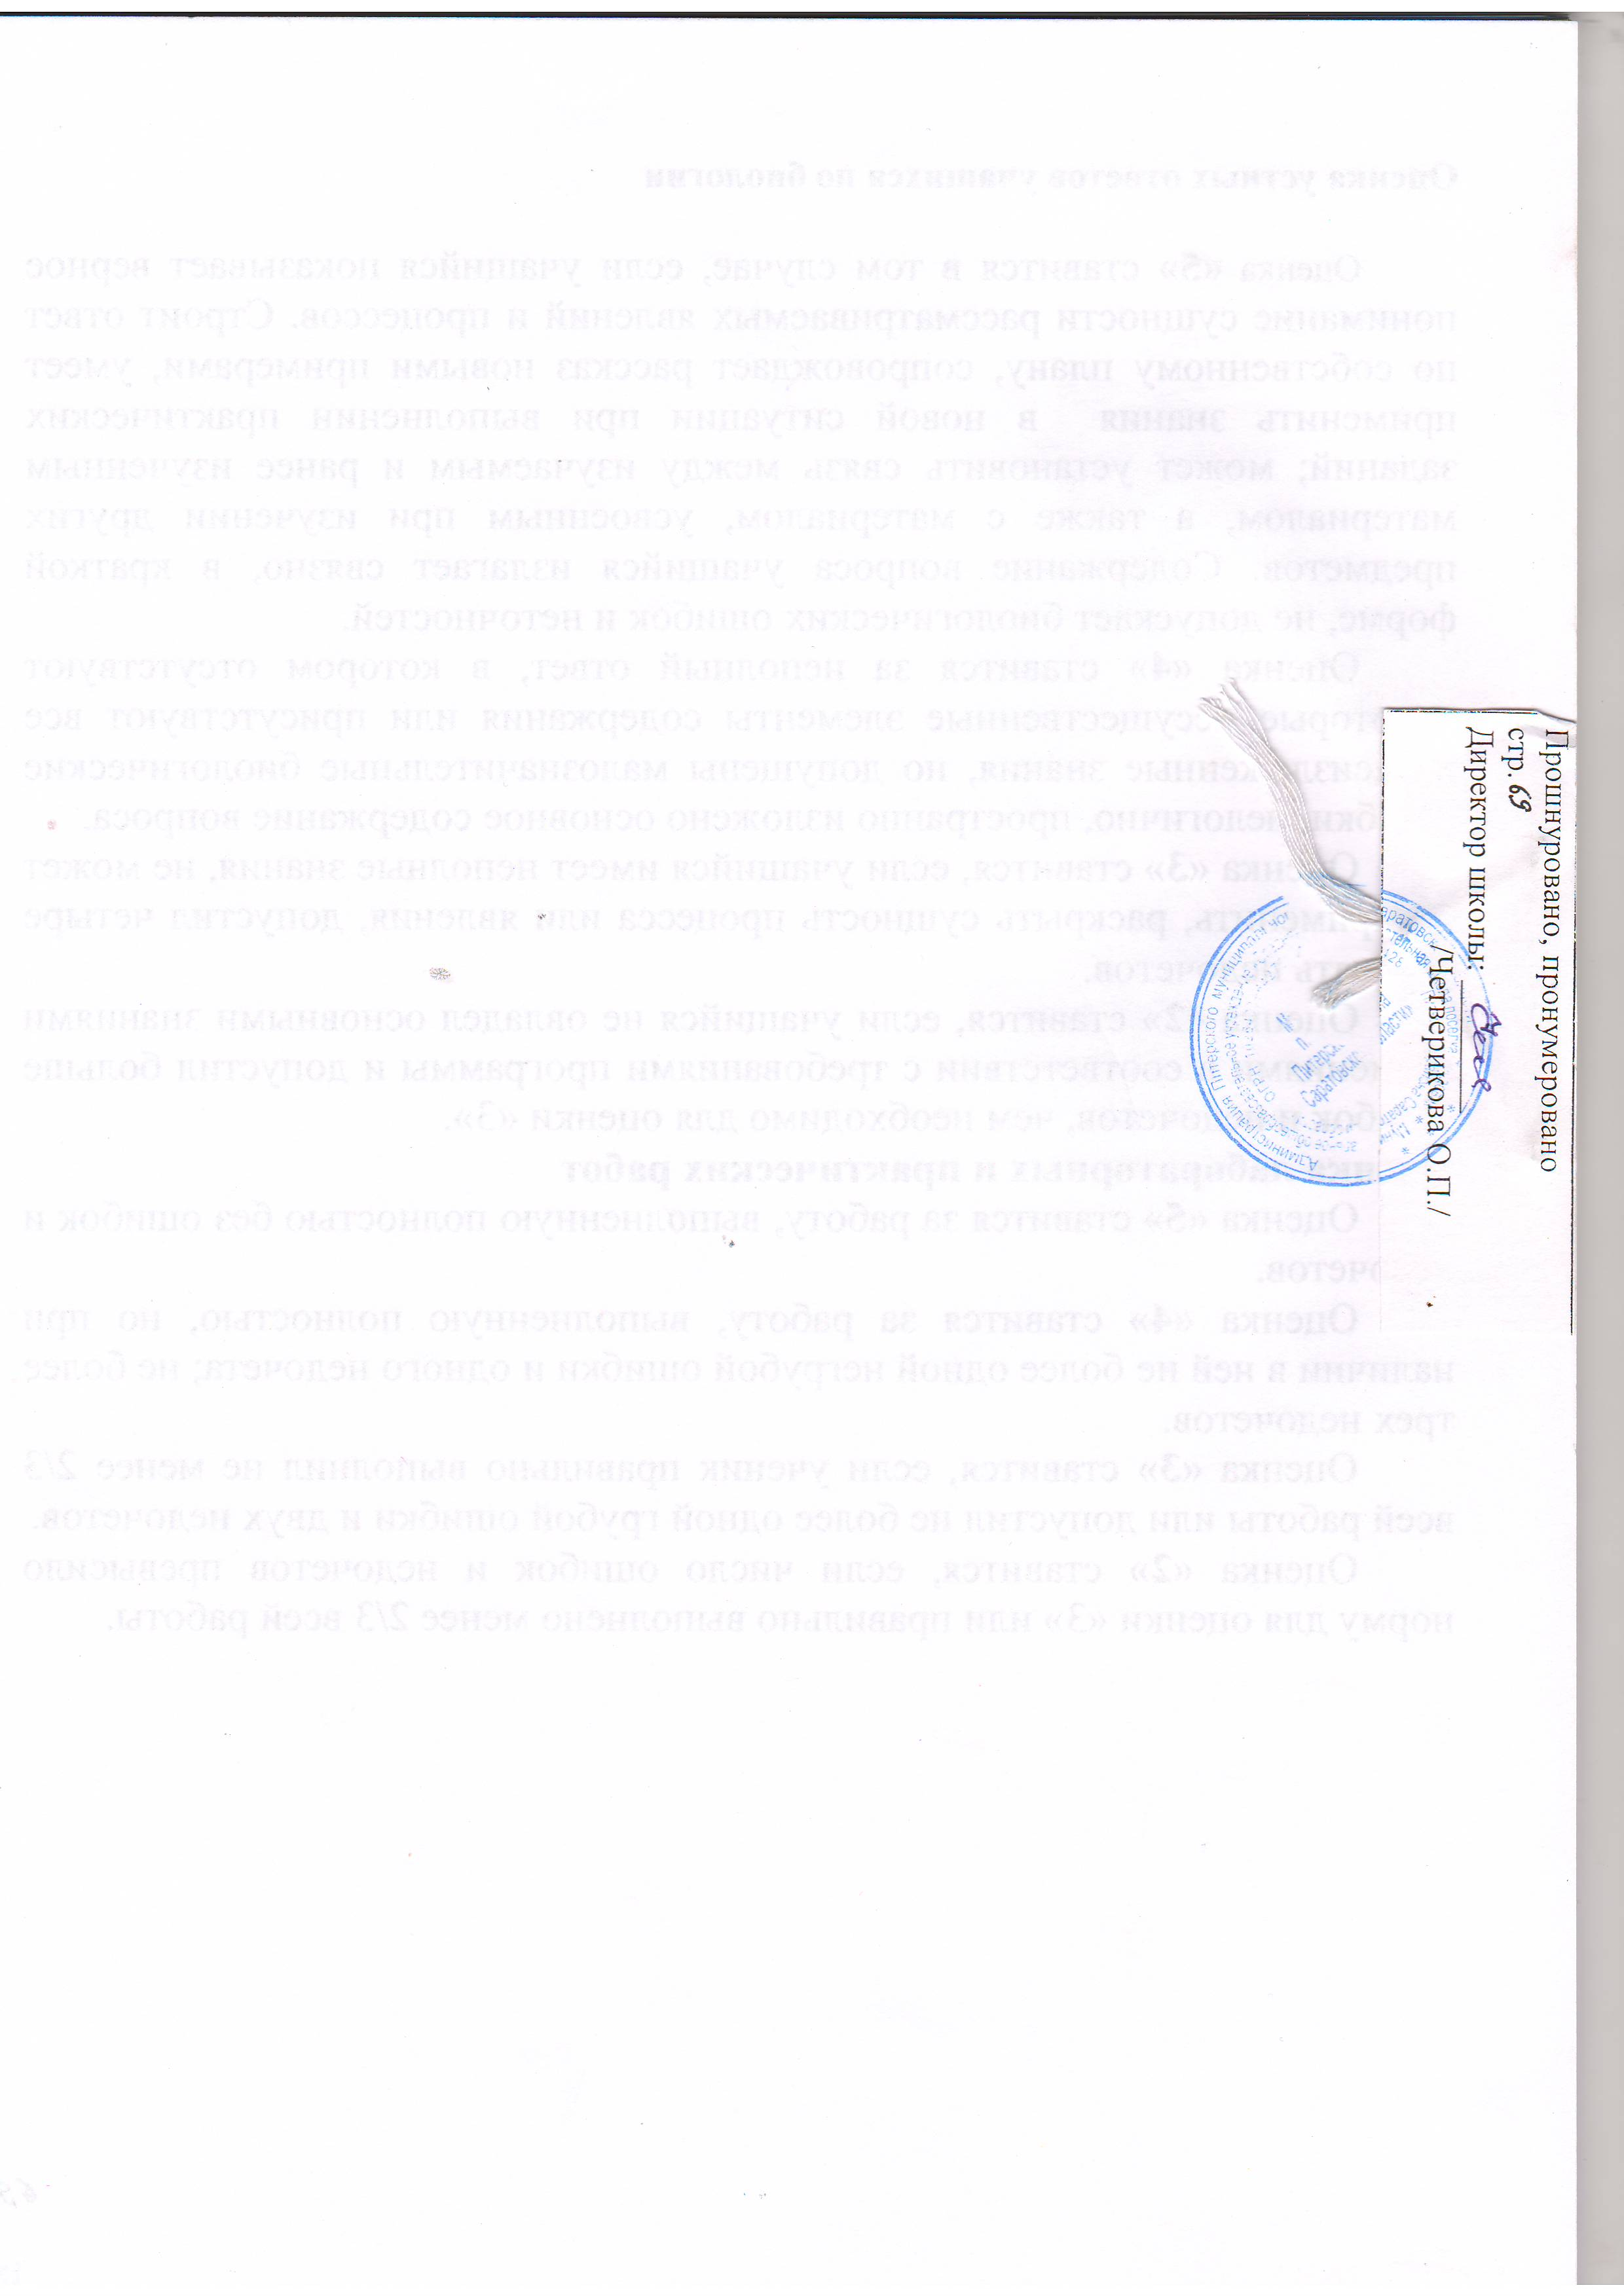 Прошнуровано, пронумеровано
стр. 69
Директор школы:
/Четверикова О.П./
Оценка устных ответов учащихся по биологии
Оценка «5» ставится в том случае, если учащийся показывает верное
понимание сущности рассматриваемых явлений и процессов. Строит ответ
по собственному плану, сопровождает рассказ новыми примерами, умеет
применить знания в новой ситуации при выполнении практических
заданий; может установить связь между изучаемым и ранее изученным
материалом, а также с материалом, усвоенным при изучении других
предметов. Содержание вопроса учащийся излагает связно, в краткой
форме, не допускает биологических ошибок и неточностей.
Оценка «4» ставится за неполный ответ, в котором отсутствуют
несущественные элементы содержания или присутствуют все
знания, но допущены малозначительные биологические
нелогично, пространно изложено основное содержание вопроса.
Оценка «3» ставится, если учащийся имеет неполные знания, не может
раскрыть сущность процесса или явления, допустил четыре
недочетов.
Оценка «2» ставится, если учащийся не овладел основными знаниями
соответствии с требованиями программы и допустил больше
недочетов, чем необходимо для оценки «3».
лабораторных и практических работ
Оценка «5» ставится за работу, выполненную полностью без ошибок и
Оценка «4» ставится за работу, выполненную полностью, но при
наличии в ней не более одной негрубой ошибки и одного недочета; не более
трех недочетов.
Оценка «3» ставится, если ученик правильно выполнил не менее 2/3
всей работы или допустил не более одной грубой ошибки и двух недочетов.
Оценка «2» ставится, если число ошибок и недочетов превысило
норму для оценки «3» или правильно выполнено менее 2/3 всей работы.
Администрация Питерского муниципального